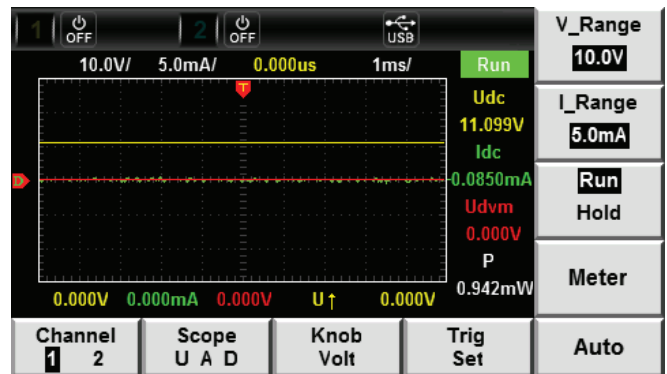 1 OFF 2 OFF USB
10.0V/ 5.0mA/ 0.000us 1ms/ Run
T
Udc
11.099V
Idc
-0.0850mA
D
Udvm
0.000V
P
0.942mW
0.000V 0.000mA 0.000V U↑ 0.000V
V_Range
10.0V
I_Range
5.0mA
Run
Hold
Meter
Auto
Channel
1 2
Scope
U A D
Knob
Volt
Trig
Set